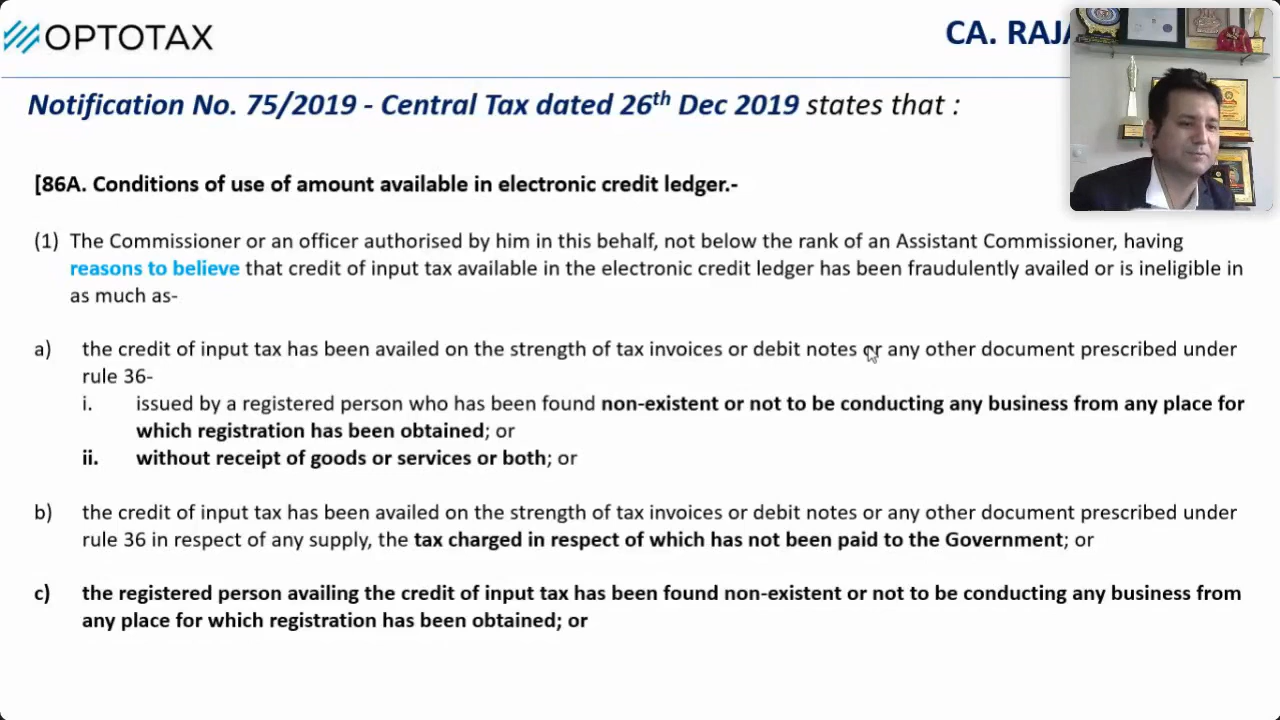 OPTOTAX
CA. RAJA
Notification No. 75/2019 - Central Tax dated 26th Dec 2019 states that :
[86A. Conditions of use of amount available in electronic credit ledger.-
(1) The Commissioner or an officer authorised by him in this behalf, not below the rank of an Assistant Commissioner, having
reasons to believe that credit of input tax available in the electronic credit ledger has been fraudulently availed or is ineligible in
as much as-
a) the credit of input tax has been availed on the strength of tax invoices or debit notes or any other document prescribed under
rule 36-
i. issued by a registered person who has been found non-existent or not to be conducting any business from any place for
which registration has been obtained; or
ii. without receipt of goods or services or both; or
b) the credit of input tax has been availed on the strength of tax invoices or debit notes or any other document prescribed under
rule 36 in respect of any supply, the tax charged in respect of which has not been paid to the Government; or
c) the registered person availing the credit of input tax has been found non-existent or not to be conducting any business from
any place for which registration has been obtained; or